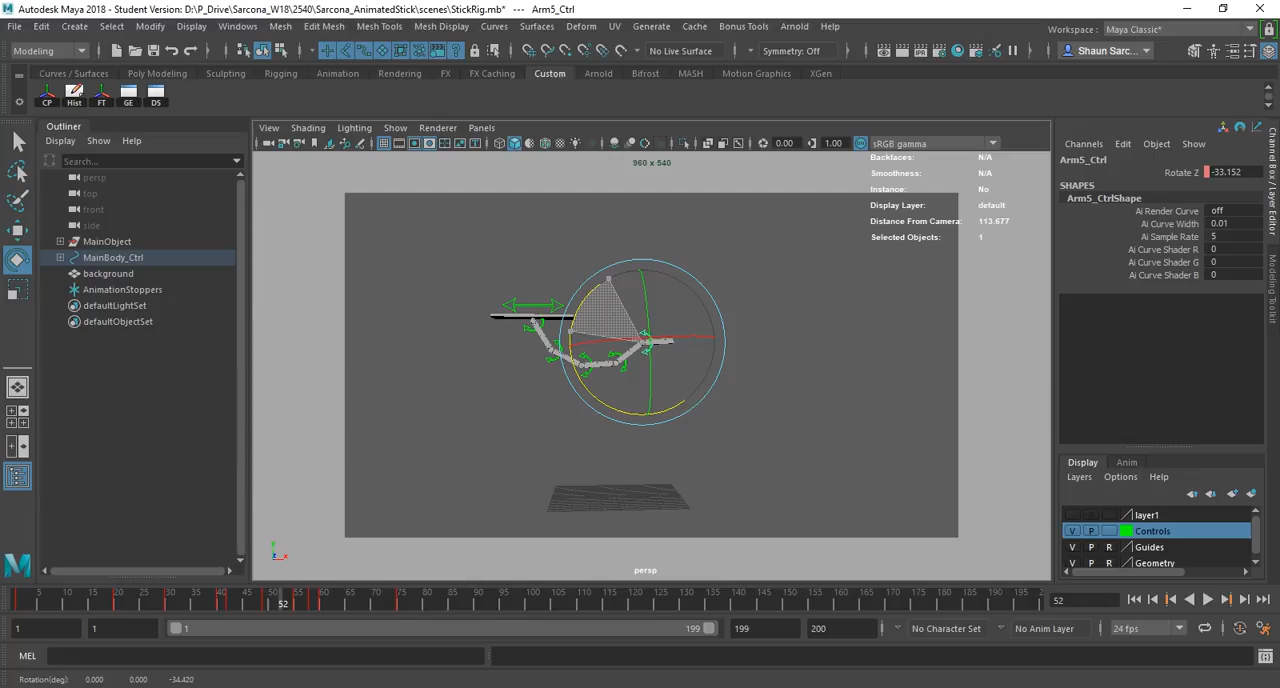 Autodesk Maya 2018 - Student Version: D:\P_Drive\Sarcona_W18\2540\Sarcona_AnimatedStick\scenes\StickRig.mb* --- Arm5_Ctrl
File Edit Create Select Modify Display Windows Mesh Edit Mesh Mesh Tools Mesh Display Curves Surfaces Deform UV Generate Cache Bonus Tools Arnold Help
Workspace : Maya Classic*
Modeling
No Live Surface
Symmetry: Off
Shaun Sarc...
Curves / Surfaces Poly Modeling Sculpting Rigging Animation Rendering FX FX Caching Custom Arnold Bifrost MASH Motion Graphics XGen
CP Hist FT GE DS
Outliner
Display Show Help
Search...
persp
top
front
side
MainObject
MainBody_Ctrl
background
AnimationStoppers
defaultLightSet
defaultObjectSet
View Shading Lighting Show Renderer Panels
0.00 1.00 sRGB gamma
960 x 540
Backfaces: N/A
Smoothness: N/A
Instance: No
Display Layer: default
Distance From Camera: 113.677
Selected Objects: 1
persp
Channels Edit Object Show
Arm5_Ctrl
Rotate Z -33.152
SHAPES
Arm5_CtrlShape
Ai Render Curve off
Ai Curve Width 0.01
Ai Sample Rate 5
Ai Curve Shader R 0
Ai Curve Shader G 0
Ai Curve Shader B 0
Channel Box / Layer Editor
Modeling Toolkit
Display Anim
Layers Options Help
layer1
V P Controls
V P R Guides
V P R Geometry
5 10 15 20 25 30 35 40 45 50 55 60 65 70 75 80 85 90 95 100 105 110 115 120 125 130 135 140 145 150 155 160 165 170 175 180 185 190 195 2
52
52
1 1 1 199 199 200 No Character Set No Anim Layer 24 fps
MEL
Rotation(deg): 0.000 0.000 -34.420